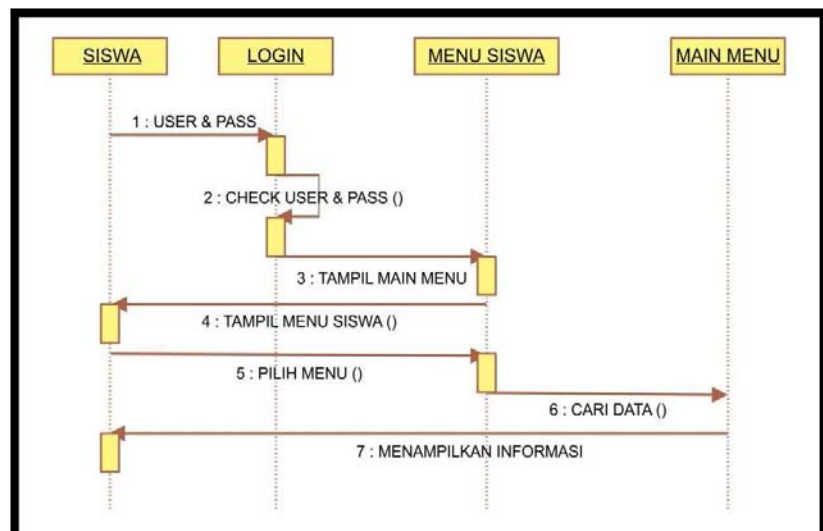 SISWA
LOGIN
MENU SISWA
MAIN MENU
1 : USER & PASS
2 : CHECK USER & PASS ()
3 : TAMPIL MAIN MENU
4 : TAMPIL MENU SISWA ()
5 : PILIH MENU ()
6 : CARI DATA ()
7 : MENAMPILKAN INFORMASI